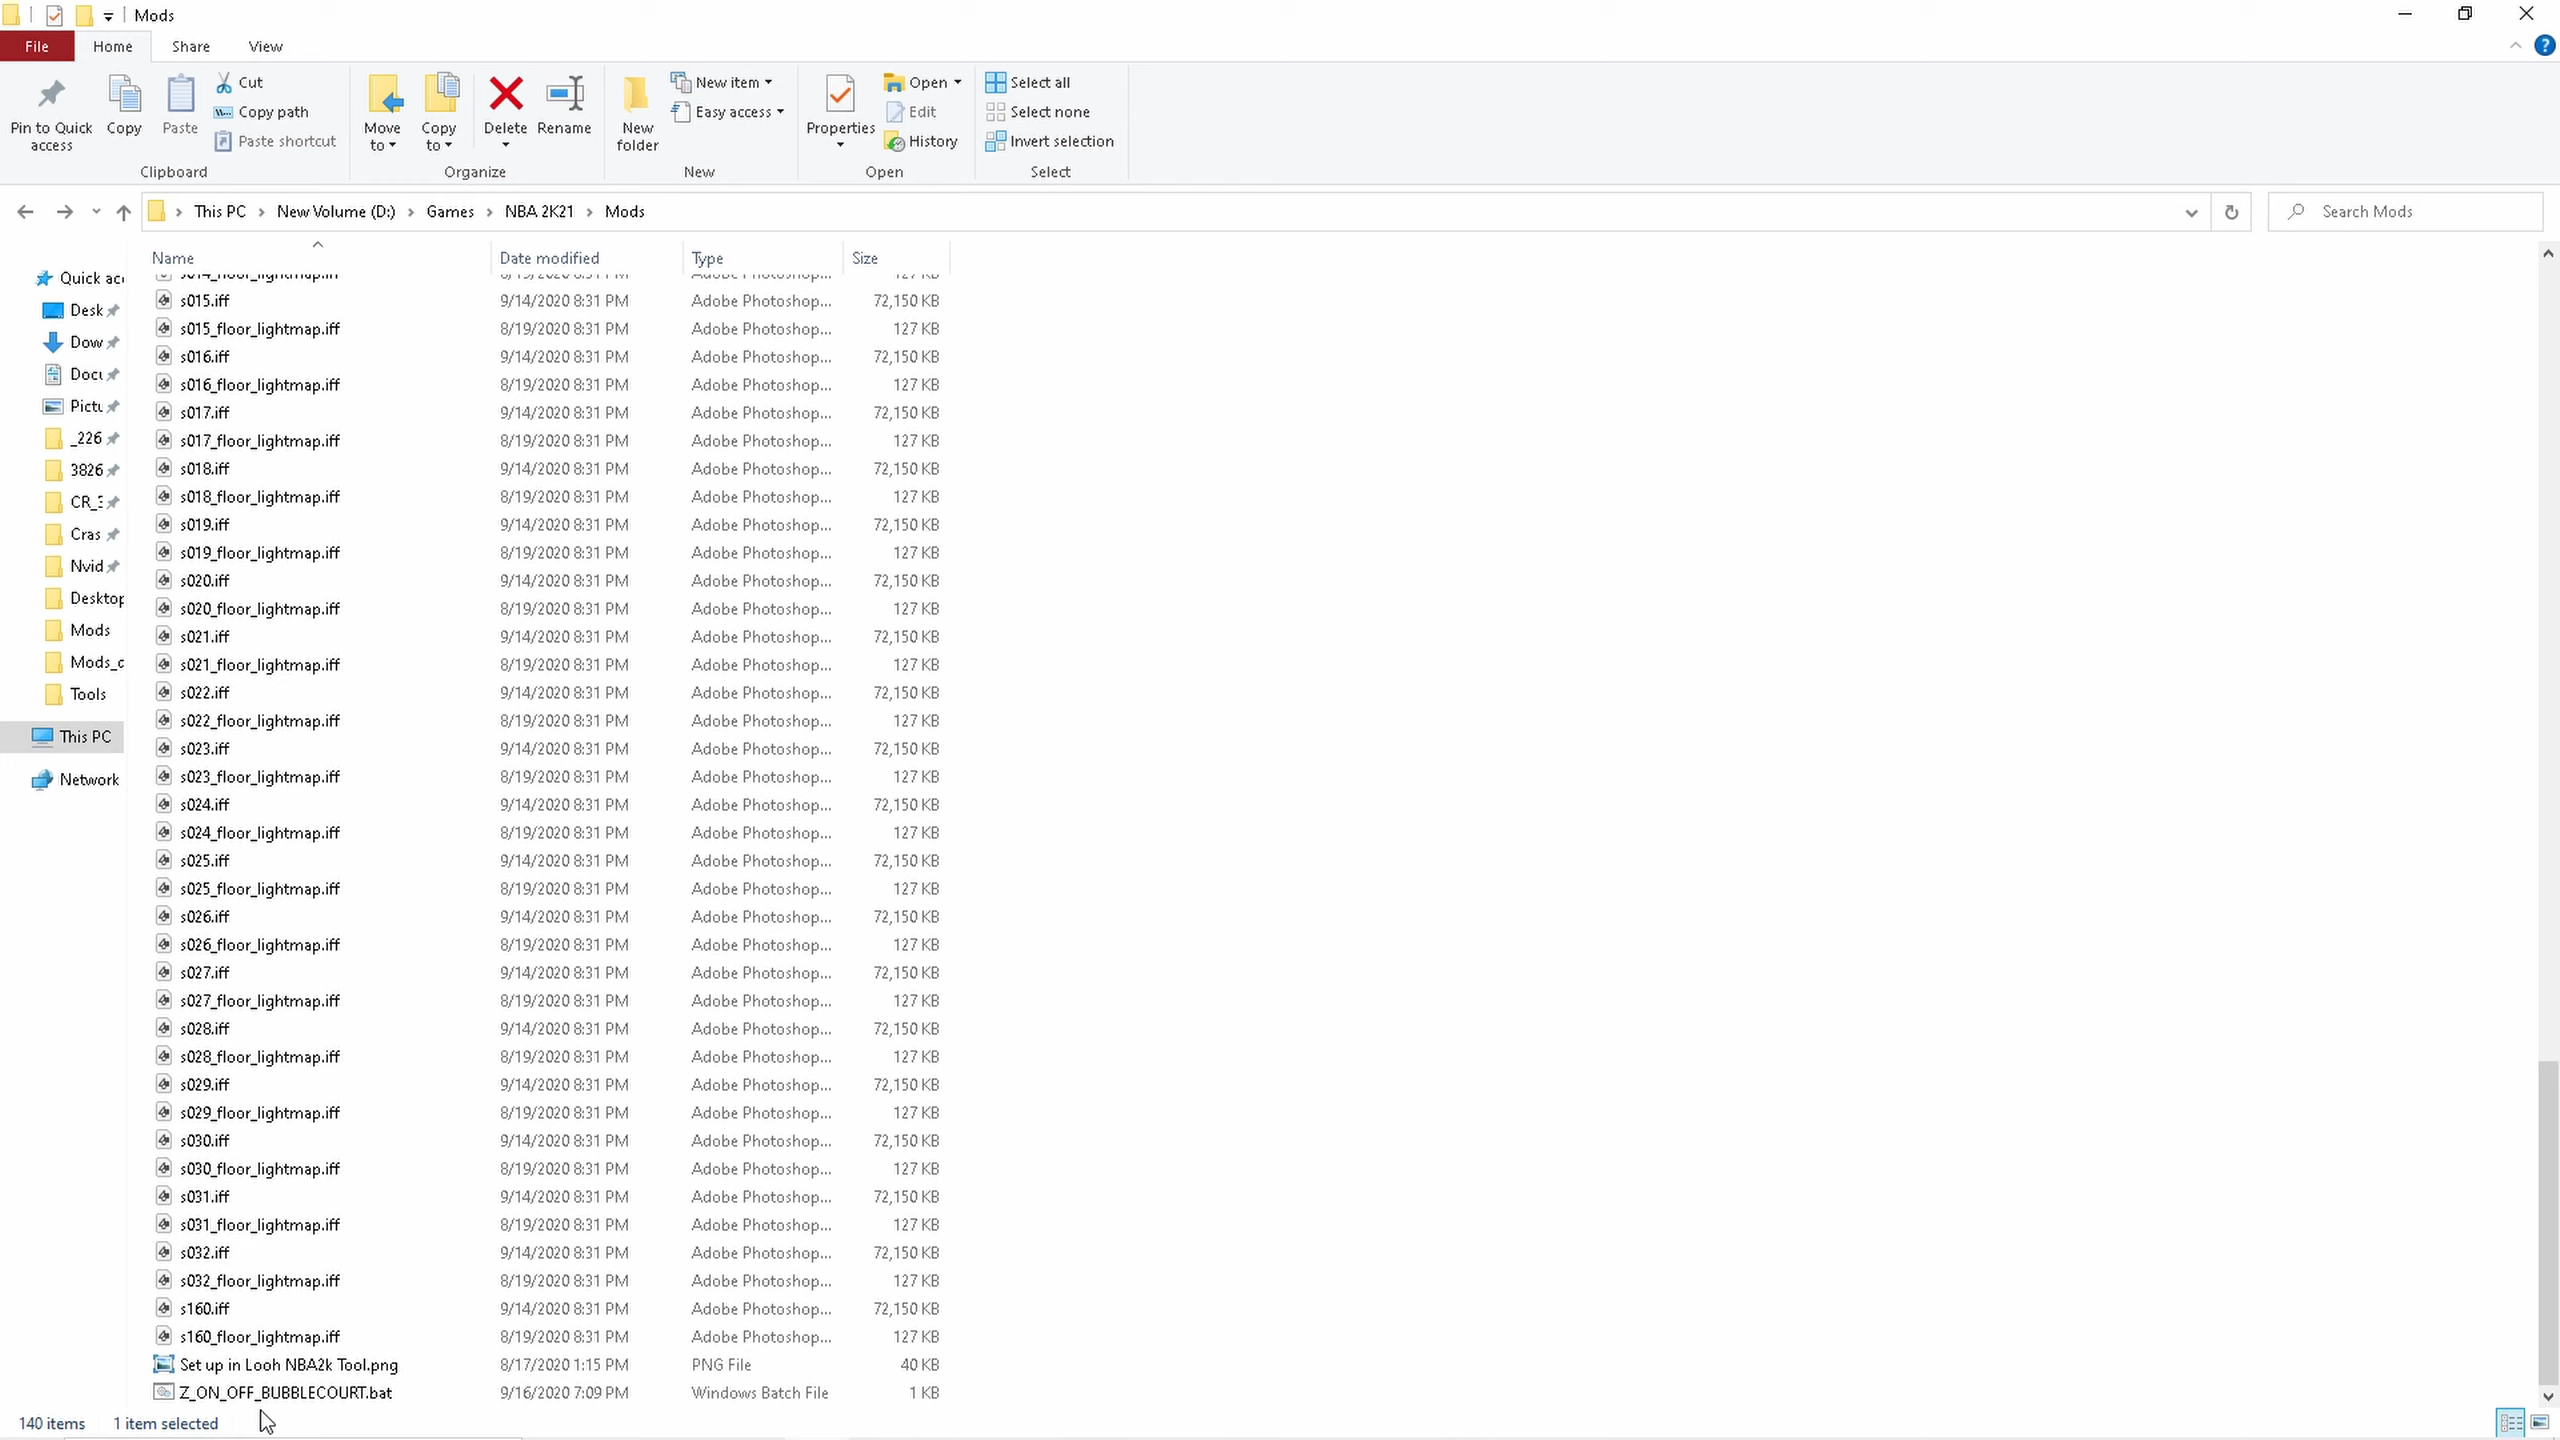 Mods
File Home Share View
Pin to Quick access
Copy
Paste
Cut
Copy path
Paste shortcut
Clipboard
Move to
Copy to
Delete
Rename
Organize
New folder
New item
Easy access
New
Properties
Open
Edit
History
Open
Select all
Select none
Invert selection
Select
This PC > New Volume (D:) > Games > NBA 2K21 > Mods
Search Mods
Name Date modified Type Size
Quick
Desk
Dow
Pictu
_226
3826
Cras
Nvid
Desktop
Mods
Mods_c
Tools
This PC
Network
s015.iff 9/14/2020 8:31 PM Adobe Photoshop... 72,150 KB
s015_floor_lightmap.iff 8/19/2020 8:31 PM Adobe Photoshop... 127 KB
s016.iff 9/14/2020 8:31 PM Adobe Photoshop... 72,150 KB
s016_floor_lightmap.iff 8/19/2020 8:31 PM Adobe Photoshop... 127 KB
s017.iff 9/14/2020 8:31 PM Adobe Photoshop... 72,150 KB
s017_floor_lightmap.iff 8/19/2020 8:31 PM Adobe Photoshop... 127 KB
s018.iff 9/14/2020 8:31 PM Adobe Photoshop... 72,150 KB
s018_floor_lightmap.iff 8/19/2020 8:31 PM Adobe Photoshop... 127 KB
s019.iff 9/14/2020 8:31 PM Adobe Photoshop... 72,150 KB
s019_floor_lightmap.iff 8/19/2020 8:31 PM Adobe Photoshop... 127 KB
s020.iff 9/14/2020 8:31 PM Adobe Photoshop... 72,150 KB
s020_floor_lightmap.iff 8/19/2020 8:31 PM Adobe Photoshop... 127 KB
s021.iff 9/14/2020 8:31 PM Adobe Photoshop... 72,150 KB
s021_floor_lightmap.iff 8/19/2020 8:31 PM Adobe Photoshop... 127 KB
s022.iff 9/14/2020 8:31 PM Adobe Photoshop... 72,150 KB
s022_floor_lightmap.iff 8/19/2020 8:31 PM Adobe Photoshop... 127 KB
s023.iff 9/14/2020 8:31 PM Adobe Photoshop... 72,150 KB
s023_floor_lightmap.iff 8/19/2020 8:31 PM Adobe Photoshop... 127 KB
s024.iff 9/14/2020 8:31 PM Adobe Photoshop... 72,150 KB
s024_floor_lightmap.iff 8/19/2020 8:31 PM Adobe Photoshop... 127 KB
s025.iff 9/14/2020 8:31 PM Adobe Photoshop... 72,150 KB
s025_floor_lightmap.iff 8/19/2020 8:31 PM Adobe Photoshop... 127 KB
s026.iff 9/14/2020 8:31 PM Adobe Photoshop... 72,150 KB
s026_floor_lightmap.iff 8/19/2020 8:31 PM Adobe Photoshop... 127 KB
s027.iff 9/14/2020 8:31 PM Adobe Photoshop... 72,150 KB
s027_floor_lightmap.iff 8/19/2020 8:31 PM Adobe Photoshop... 127 KB
s028.iff 9/14/2020 8:31 PM Adobe Photoshop... 72,150 KB
s028_floor_lightmap.iff 8/19/2020 8:31 PM Adobe Photoshop... 127 KB
s029.iff 9/14/2020 8:31 PM Adobe Photoshop... 72,150 KB
s029_floor_lightmap.iff 8/19/2020 8:31 PM Adobe Photoshop... 127 KB
s030.iff 9/14/2020 8:31 PM Adobe Photoshop... 72,150 KB
s030_floor_lightmap.iff 8/19/2020 8:31 PM Adobe Photoshop... 127 KB
s031.iff 9/14/2020 8:31 PM Adobe Photoshop... 72,150 KB
s031_floor_lightmap.iff 8/19/2020 8:31 PM Adobe Photoshop... 127 KB
s032.iff 9/14/2020 8:31 PM Adobe Photoshop... 72,150 KB
s032_floor_lightmap.iff 8/19/2020 8:31 PM Adobe Photoshop... 127 KB
s160.iff 9/14/2020 8:31 PM Adobe Photoshop... 72,150 KB
s160_floor_lightmap.iff 8/19/2020 8:31 PM Adobe Photoshop... 127 KB
Set up in Looh NBA2k Tool.png 8/17/2020 1:15 PM PNG File 40 KB
Z_ON_OFF_BUBBLECOURT.bat 9/16/2020 7:09 PM Windows Batch File 1 KB
140 items 1 item selected